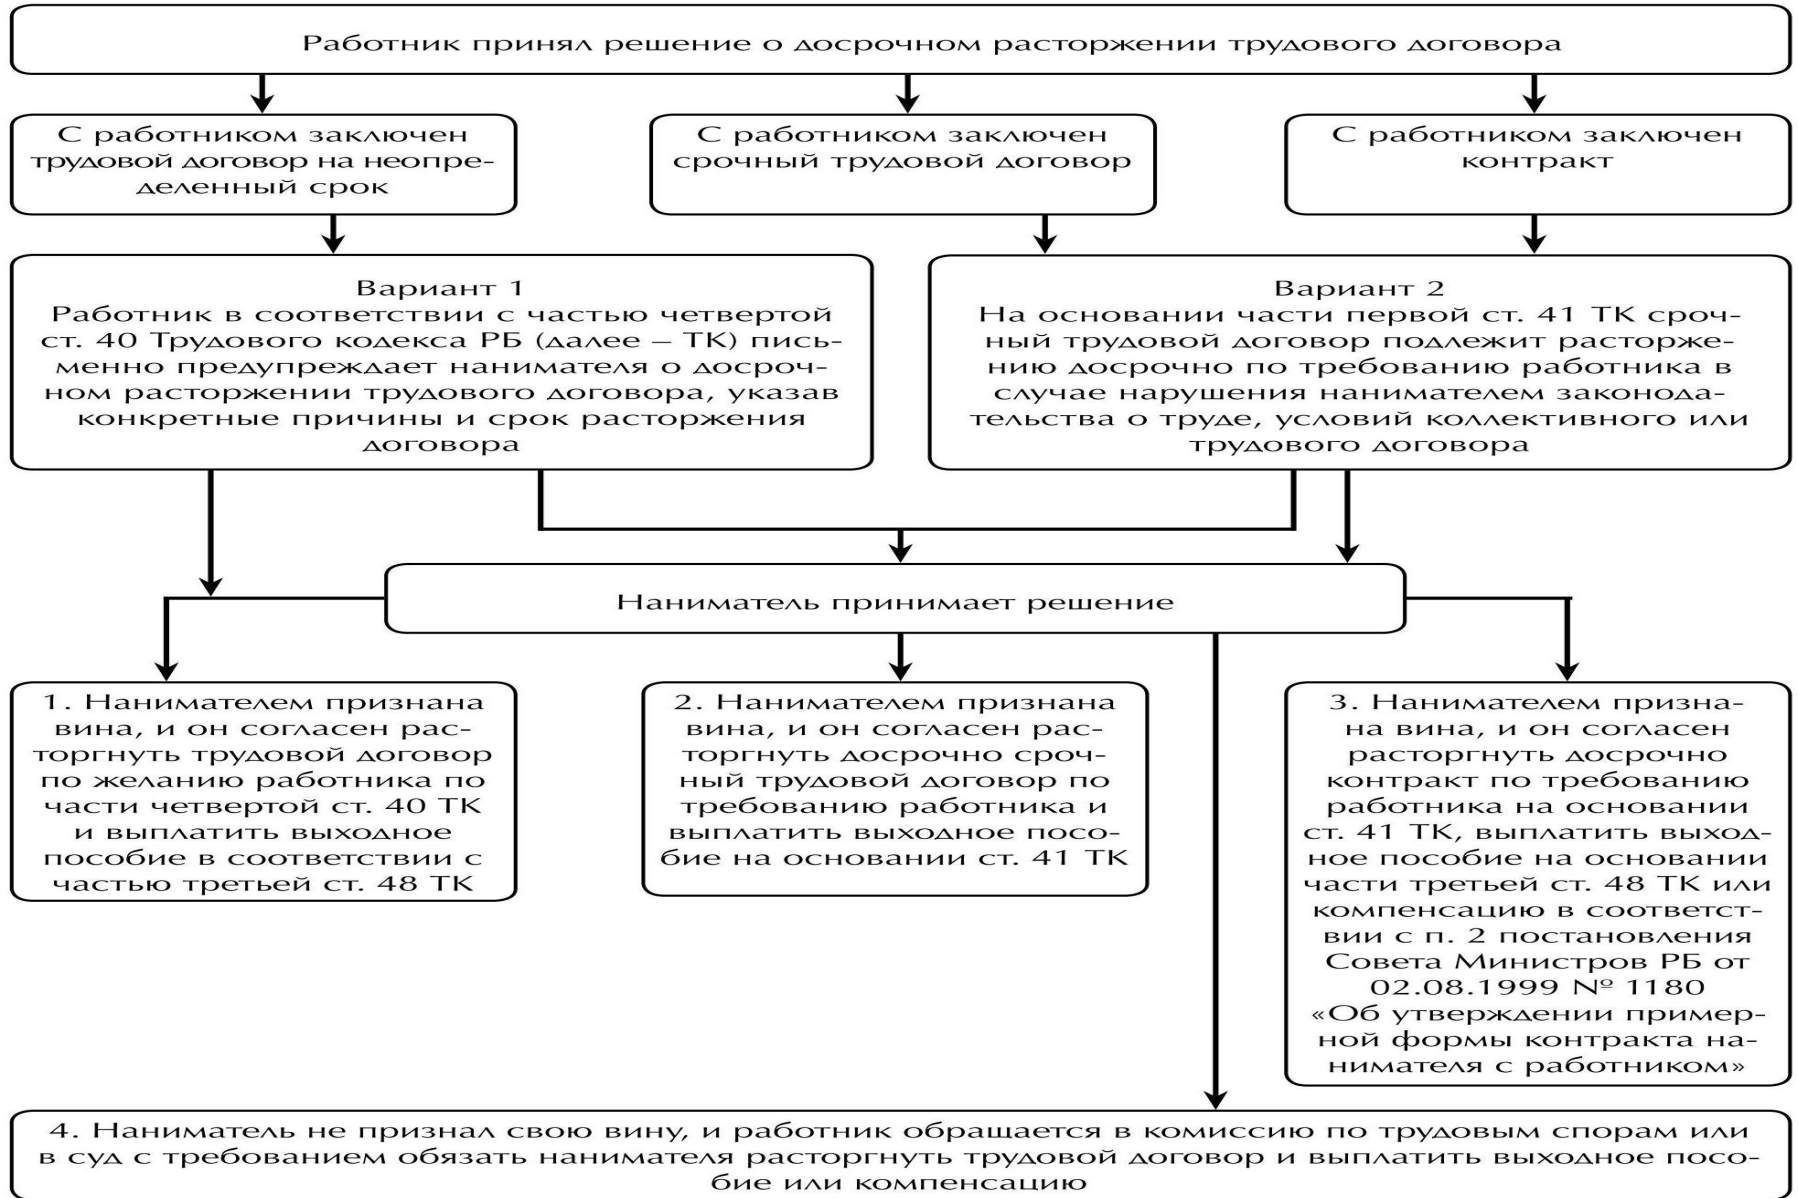 Работник принял решение о досрочном расторжении трудового договора
С работником заключен
трудовой договор на неопре-
деленный срок
С работником заключен
срочный трудовой договор
С работником заключен
контракт
Вариант 1
Работник в соответствии с частью четвертой
ст. 40 Трудового кодекса РБ (далее – ТК) пись-
менно предупреждает нанимателя о досроч-
ном расторжении трудового договора, указав
конкретные причины и срок расторжения
договора
Вариант 2
На основании части первой ст. 41 ТК сроч-
ный трудовой договор подлежит расторже-
нию досрочно по требованию работника в
случае нарушения нанимателем законода-
тельства о труде, условий коллективного или
трудового договора
Наниматель принимает решение
1. Нанимателем признана
вина, и он согласен рас-
торгнуть трудовой договор
по желанию работника по
части четвертой ст. 40 ТК
и выплатить выходное
пособие в соответствии с
частью третьей ст. 48 ТК
2. Нанимателем признана
вина, и он согласен рас-
торгнуть досрочно сроч-
ный трудовой договор по
требованию работника и
выплатить выходное посо-
бие на основании ст. 41 ТК
3. Нанимателем призна-
на вина, и он согласен
расторгнуть досрочно
контракт по требованию
работника на основании
ст. 41 ТК, выплатить выход-
ное пособие на основании
части третьей ст. 48 ТК или
компенсацию в соответст-
вии с п. 2 постановления
Совета Министров РБ от
02.08.1999 № 1180
«Об утверждении пример-
ной формы контракта на-
нимателя с работником»
4. Наниматель не признал свою вину, и работник обращается в комиссию по трудовым спорам или
в суд с требованием обязать нанимателя расторгнуть трудовой договор и выплатить выходное посо-
бие или компенсацию